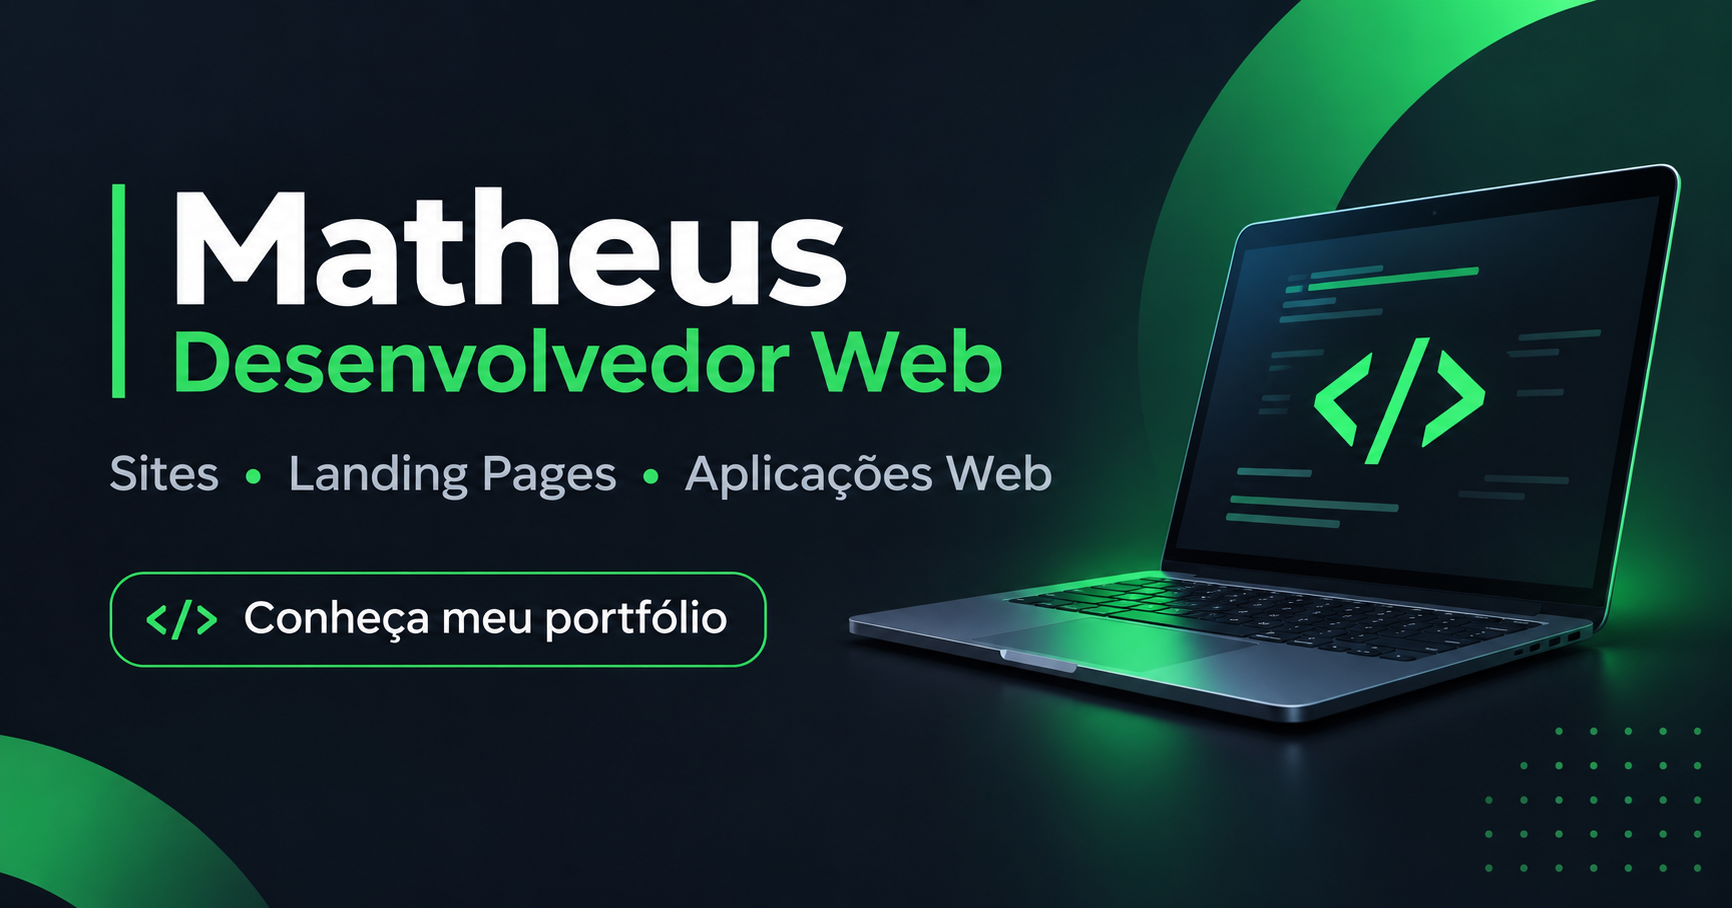 Matheus
Desenvolvedor Web
Sites • Landing Pages • Aplicações Web
</> Conheça meu portfólio
</>